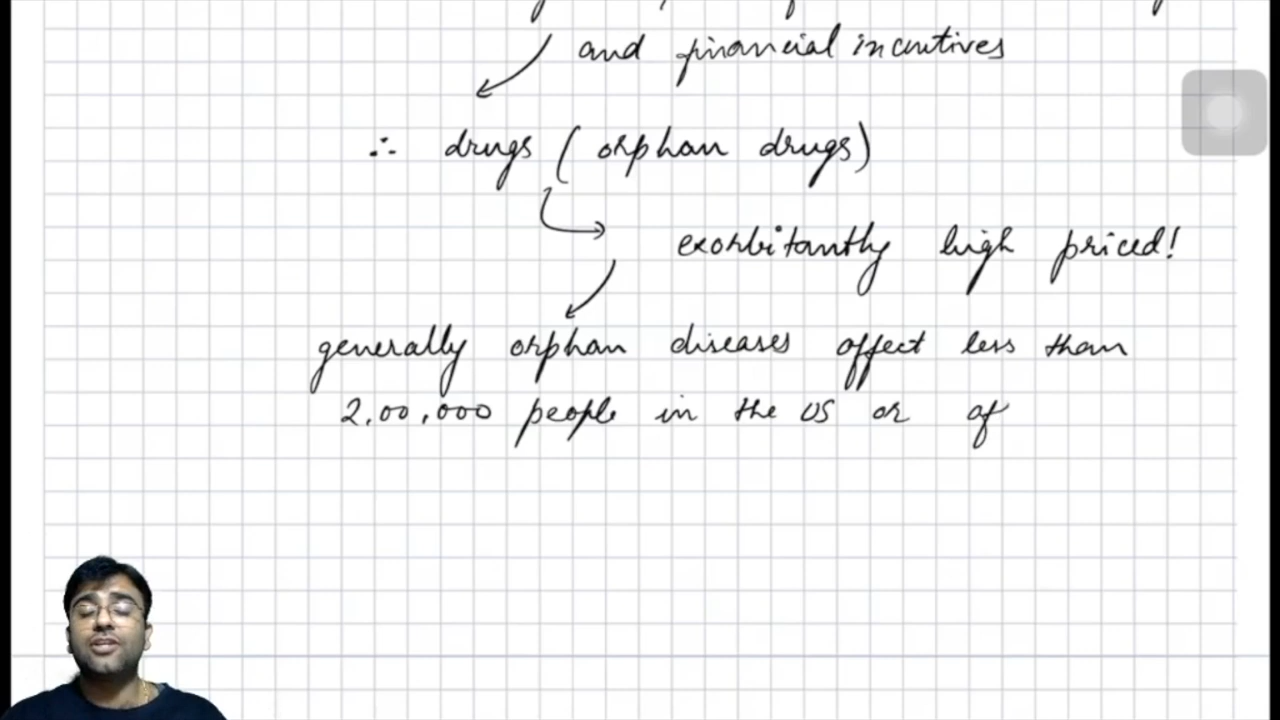 and financial incentives
∴ drugs (orphan drugs)
exorbitantly high priced!
generally orphan diseases affect less than
2,00,000 people in the US or af